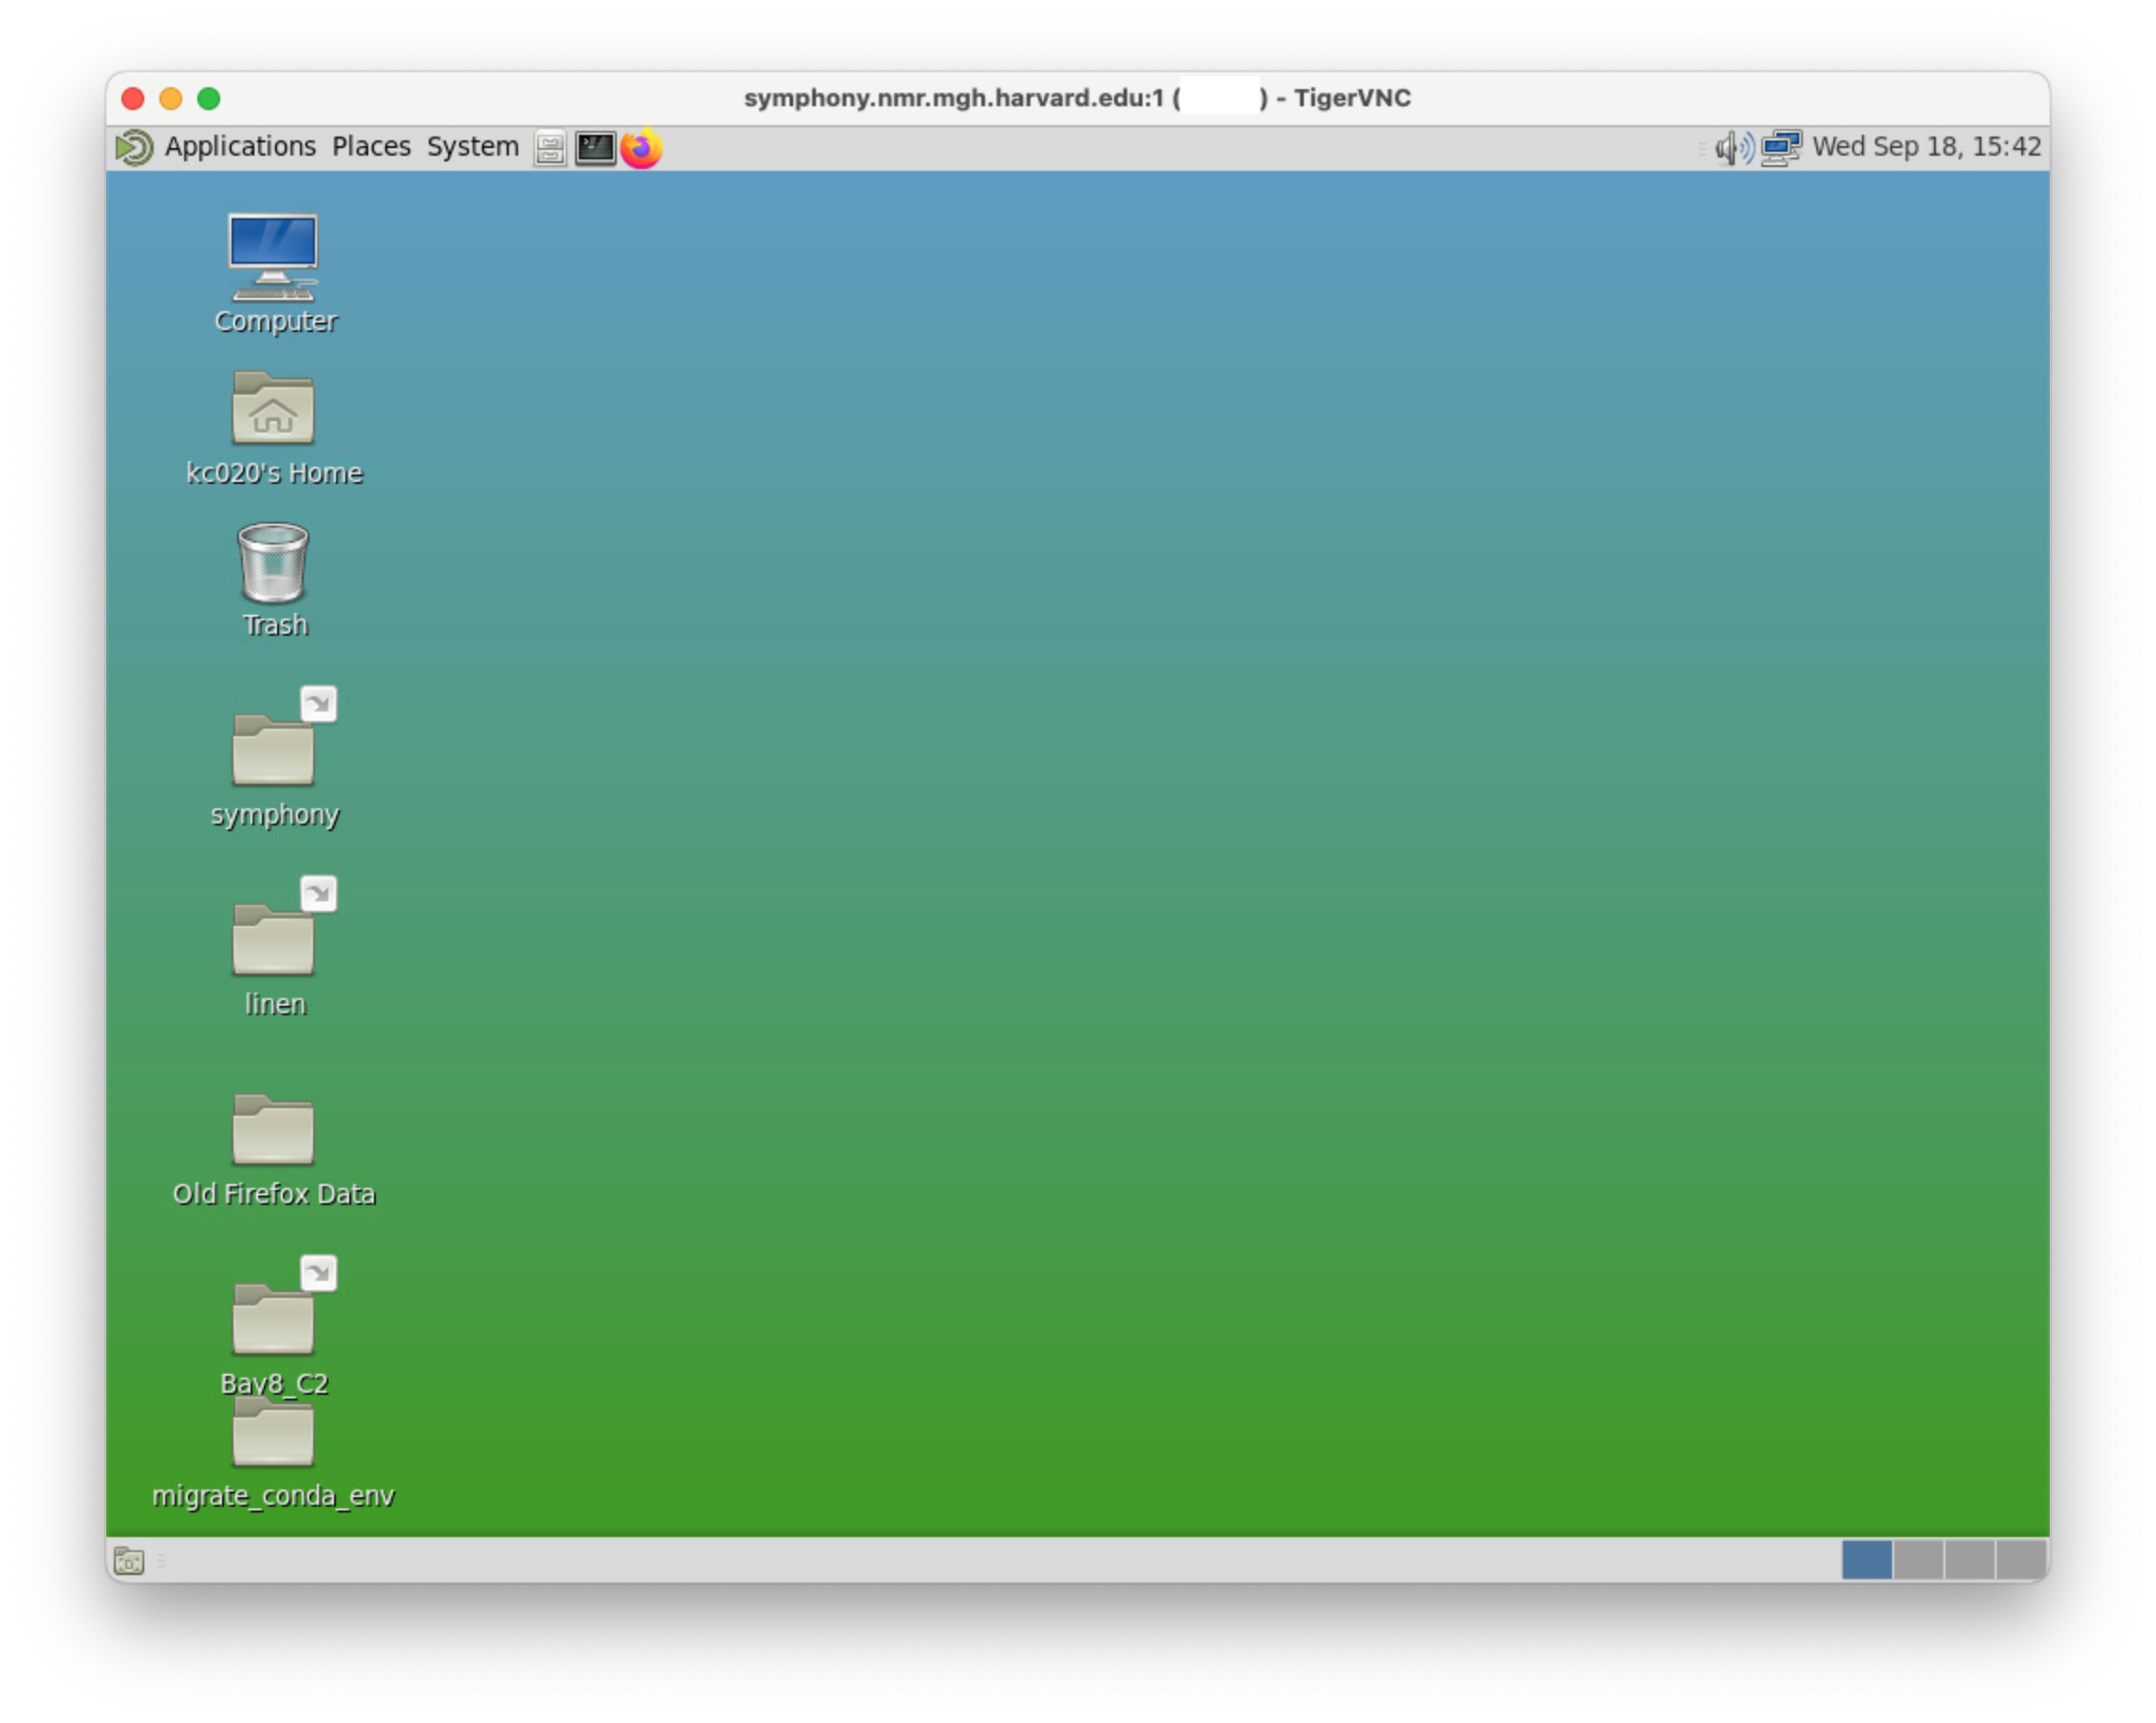 symphony.nmr.mgh.harvard.edu:1 ( ) - TigerVNC
Applications Places System Wed Sep 18, 15:42
Computer
kc020's Home
Trash
symphony
linen
Old Firefox Data
Bay8_C2
migrate_conda_env